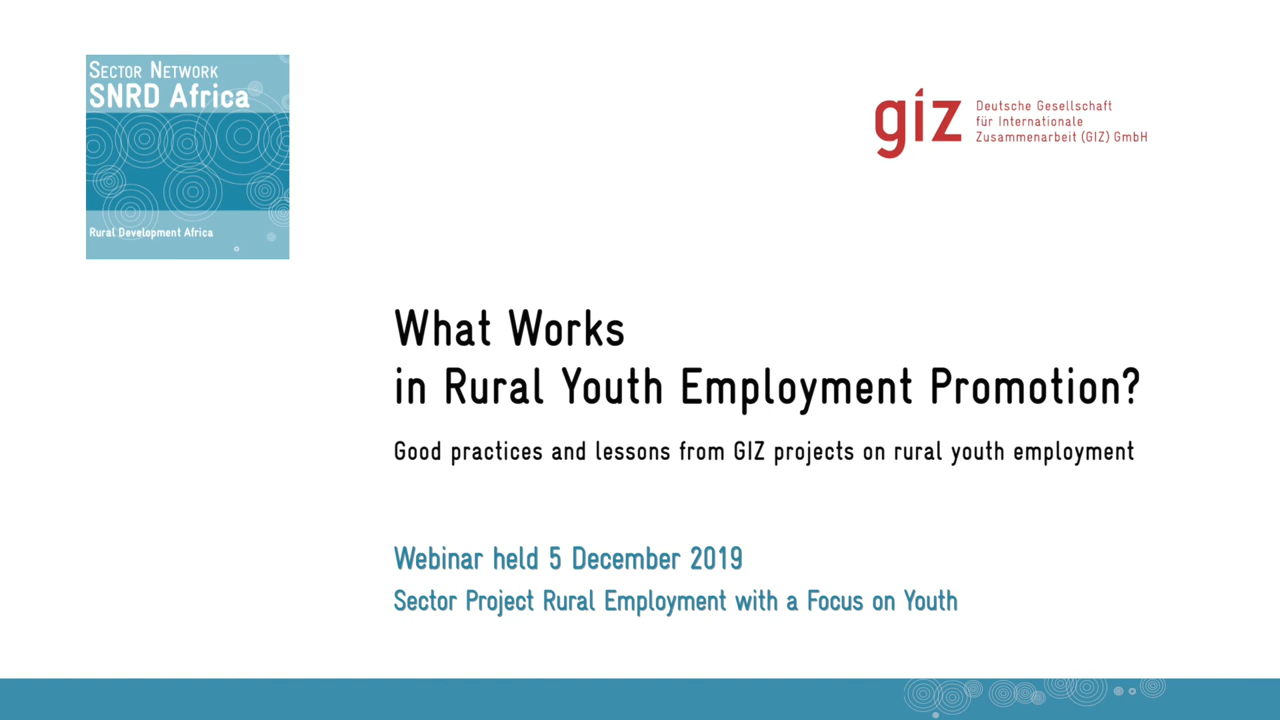 SECTOR NETWORK
SNRD Africa
Rural Development Africa
giz
Deutsche Gesellschaft
für Internationale
Zusammenarbeit (GIZ) GmbH
What Works
in Rural Youth Employment Promotion?
Good practices and lessons from GIZ projects on rural youth employment
Webinar held 5 December 2019
Sector Project Rural Employment with a Focus on Youth